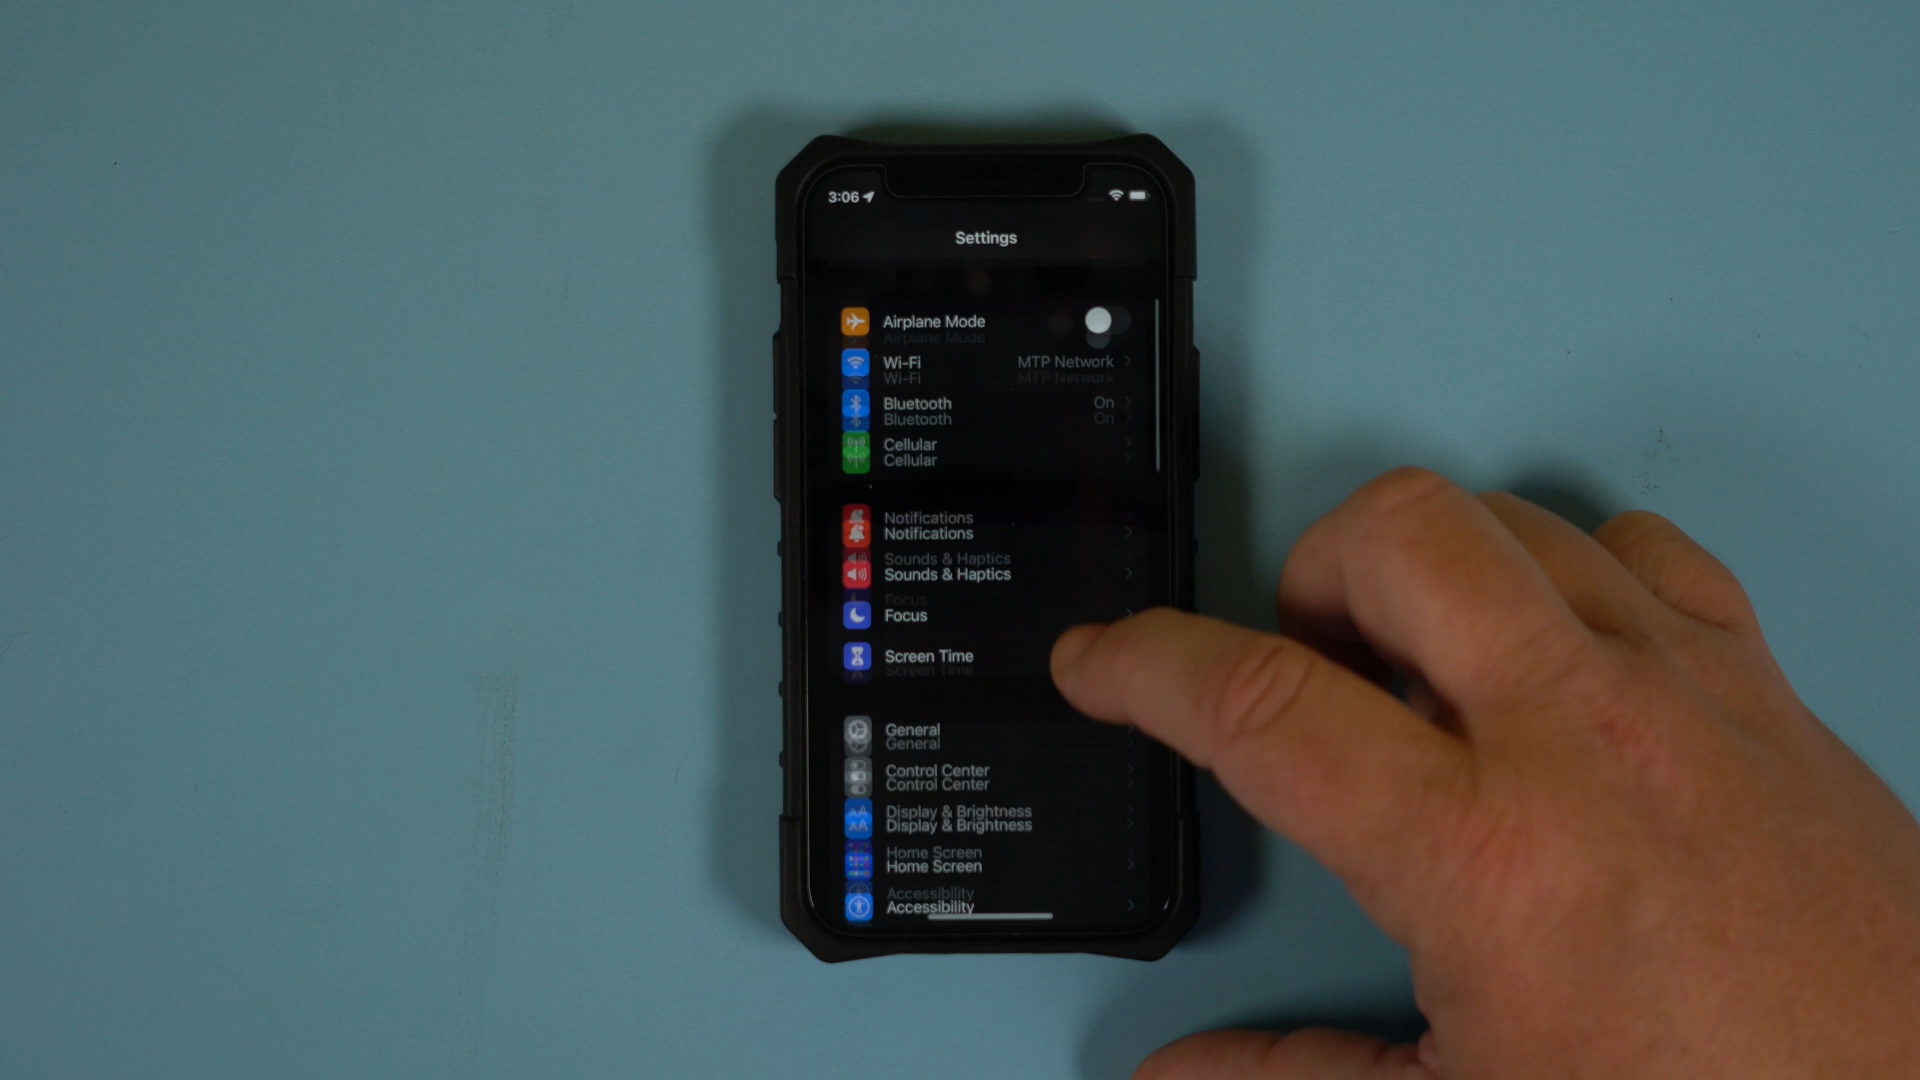 3:06
Settings
Airplane Mode
Wi-Fi MTP Network
Bluetooth On
Cellular
Notifications
Sounds & Haptics
Focus
Screen Time
General
Control Center
Display & Brightness
Home Screen
Accessibility